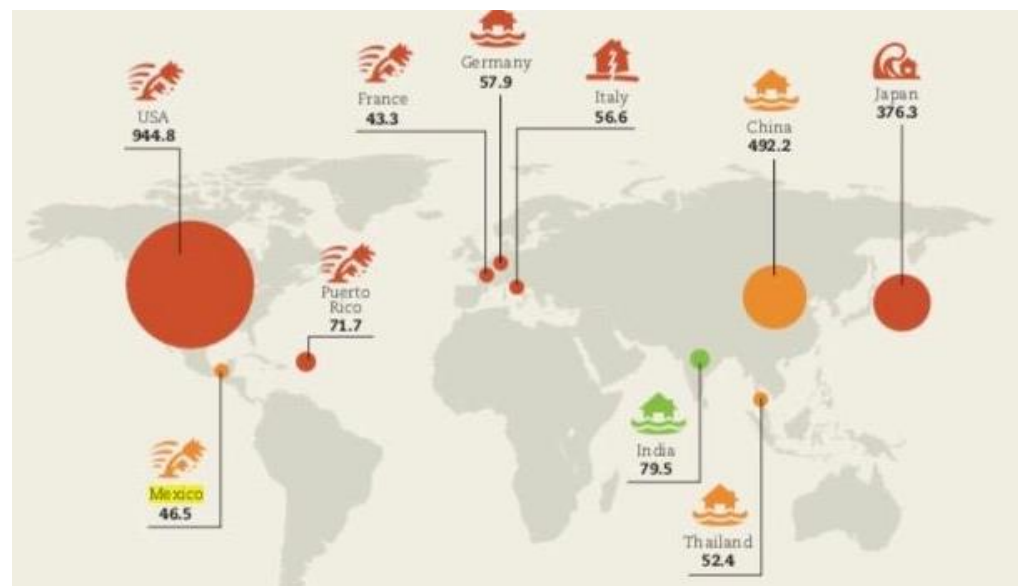 Germany
57.9
France
43.3
Italy
56.6
USA
944.8
China
492.2
Japan
376.3
Puerto
Rico
71.7
India
79.5
Mexico
46.5
Thailand
52.4